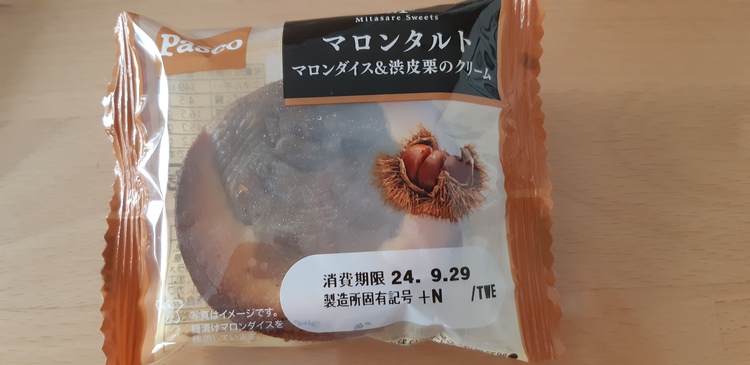 Pasco
Mitasare Sweets
マロンタルト
マロンダイス&渋皮栗のクリーム
消費期限 24. 9.29
製造所固有記号 +N /TWE
写真はイメージです。
糖漬けマロンダイスを